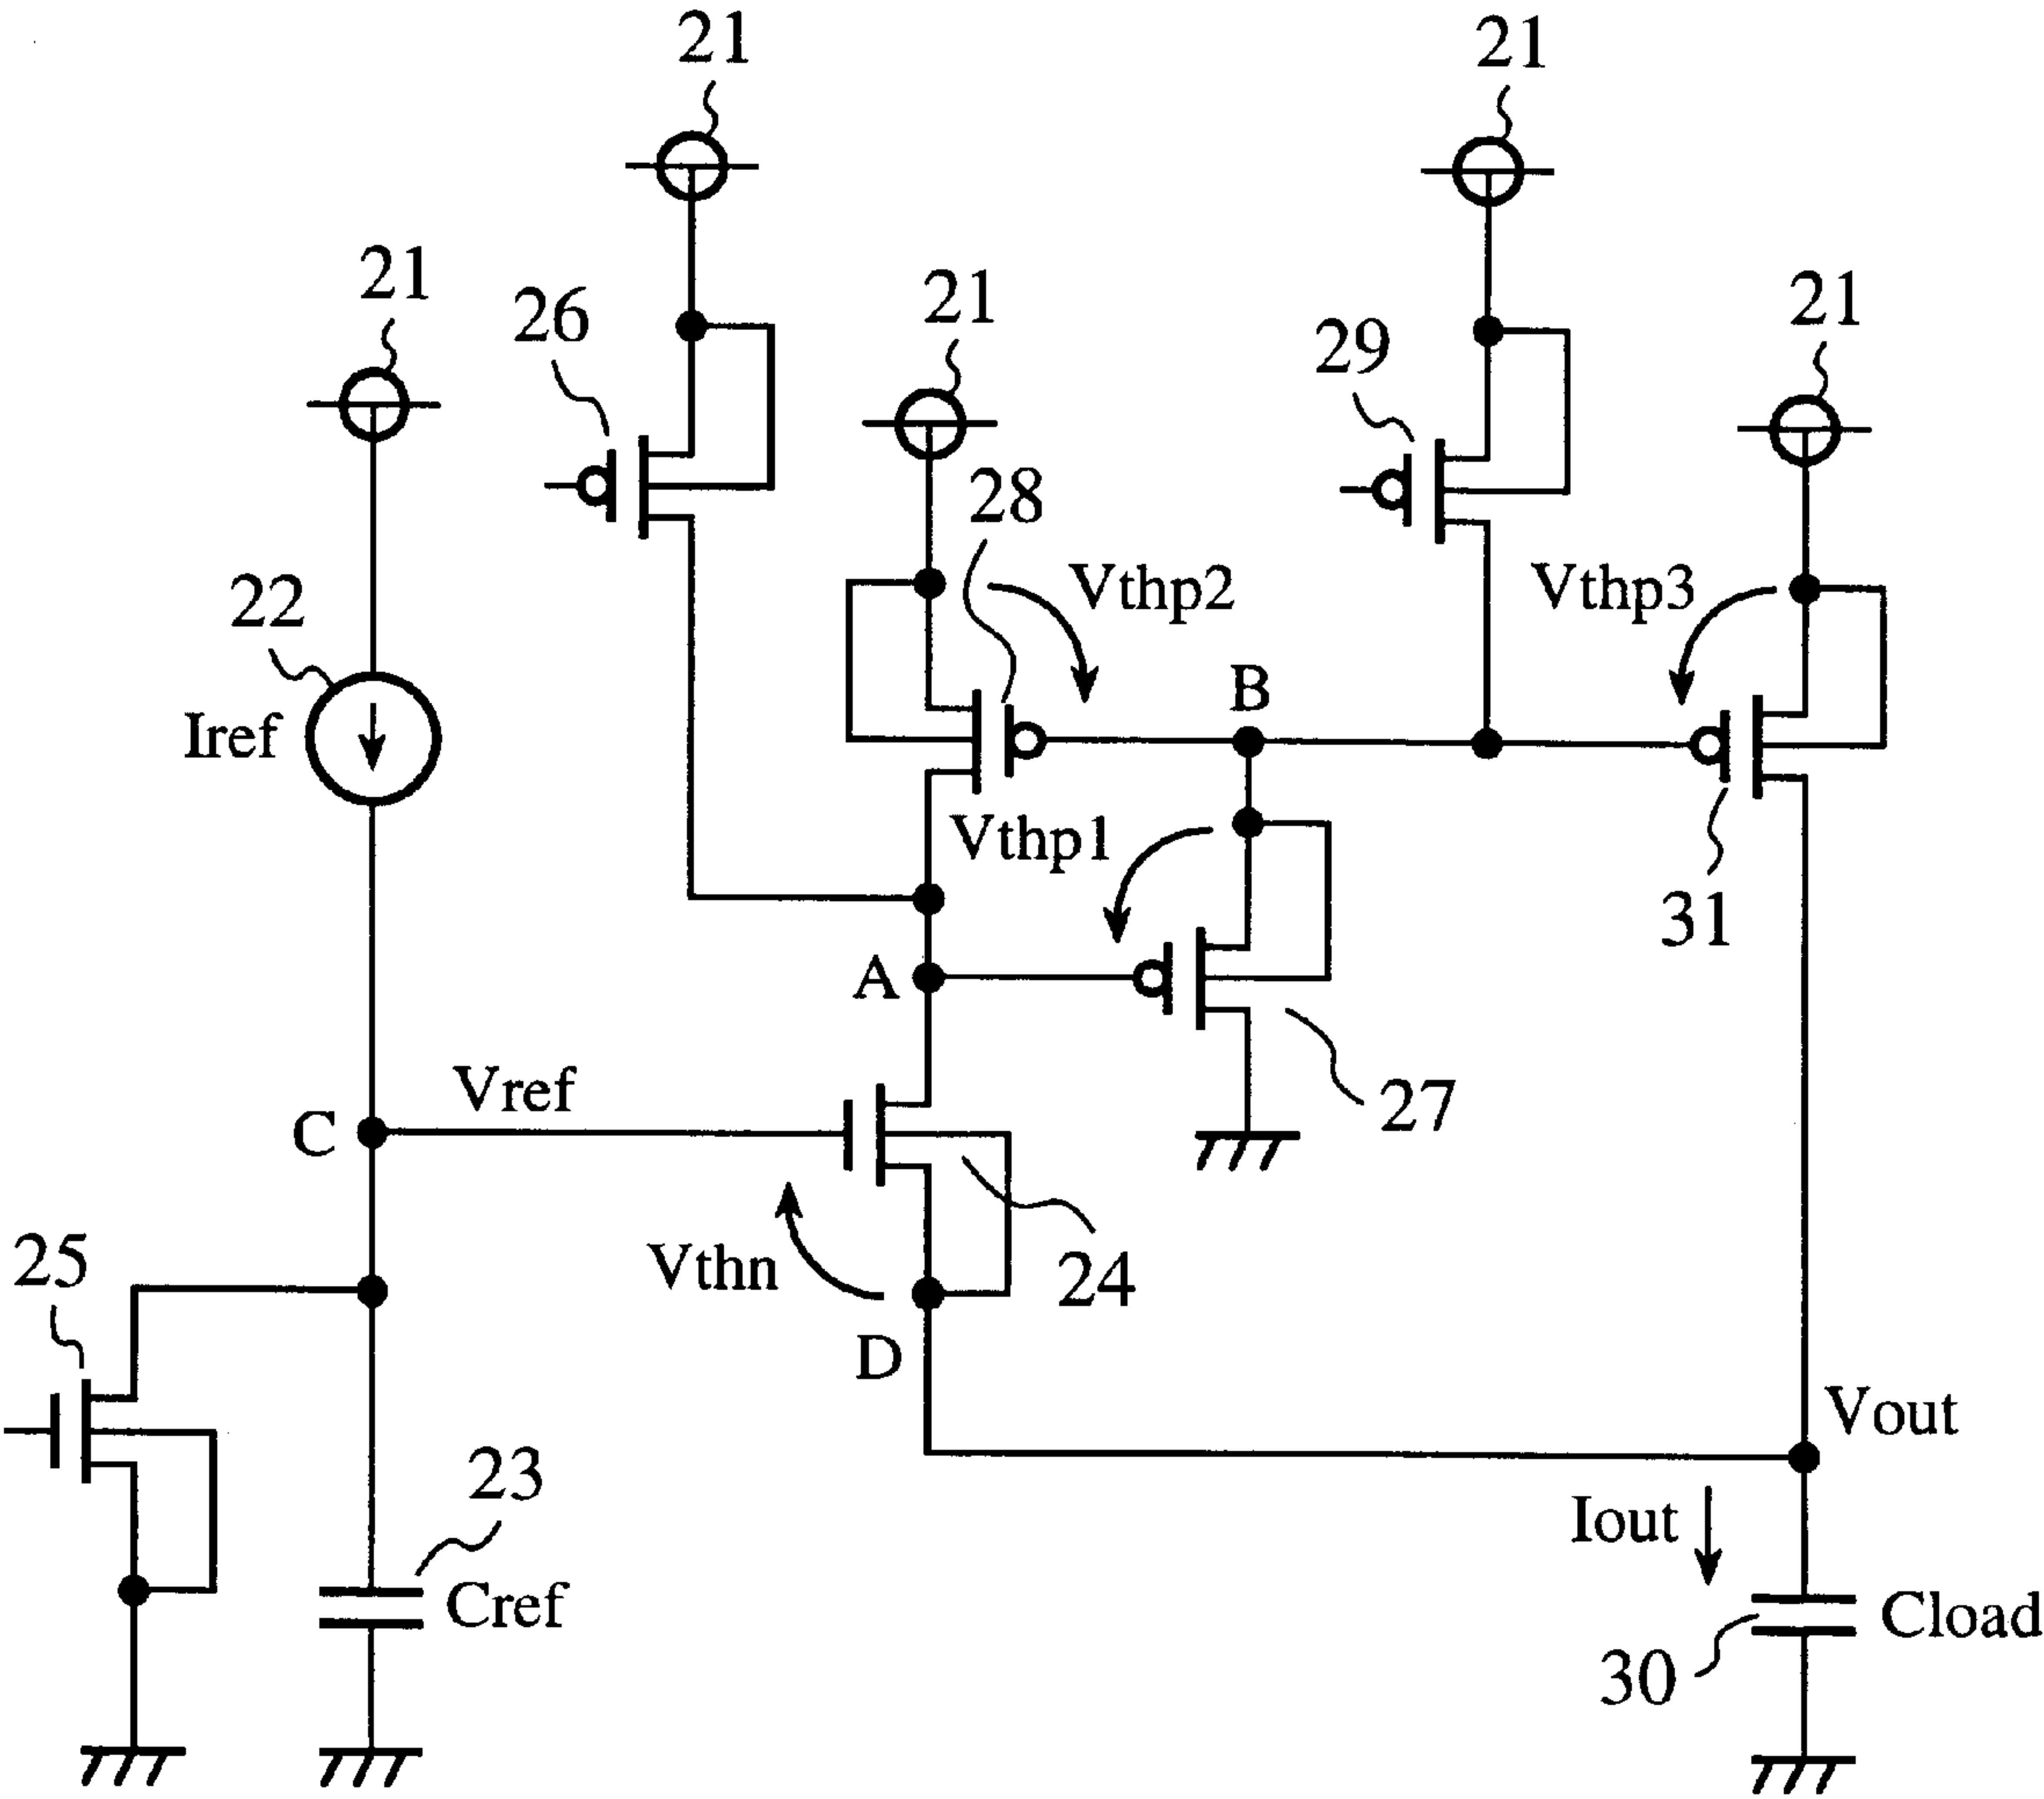 21
21
21
21
21
26
29
28
22
Vthp2
Vthp3
B
Iref
Vthp1
31
A
27
Vref
C
25
Vthn
24
D
Vout
23
Iout
Cref
Cload
30